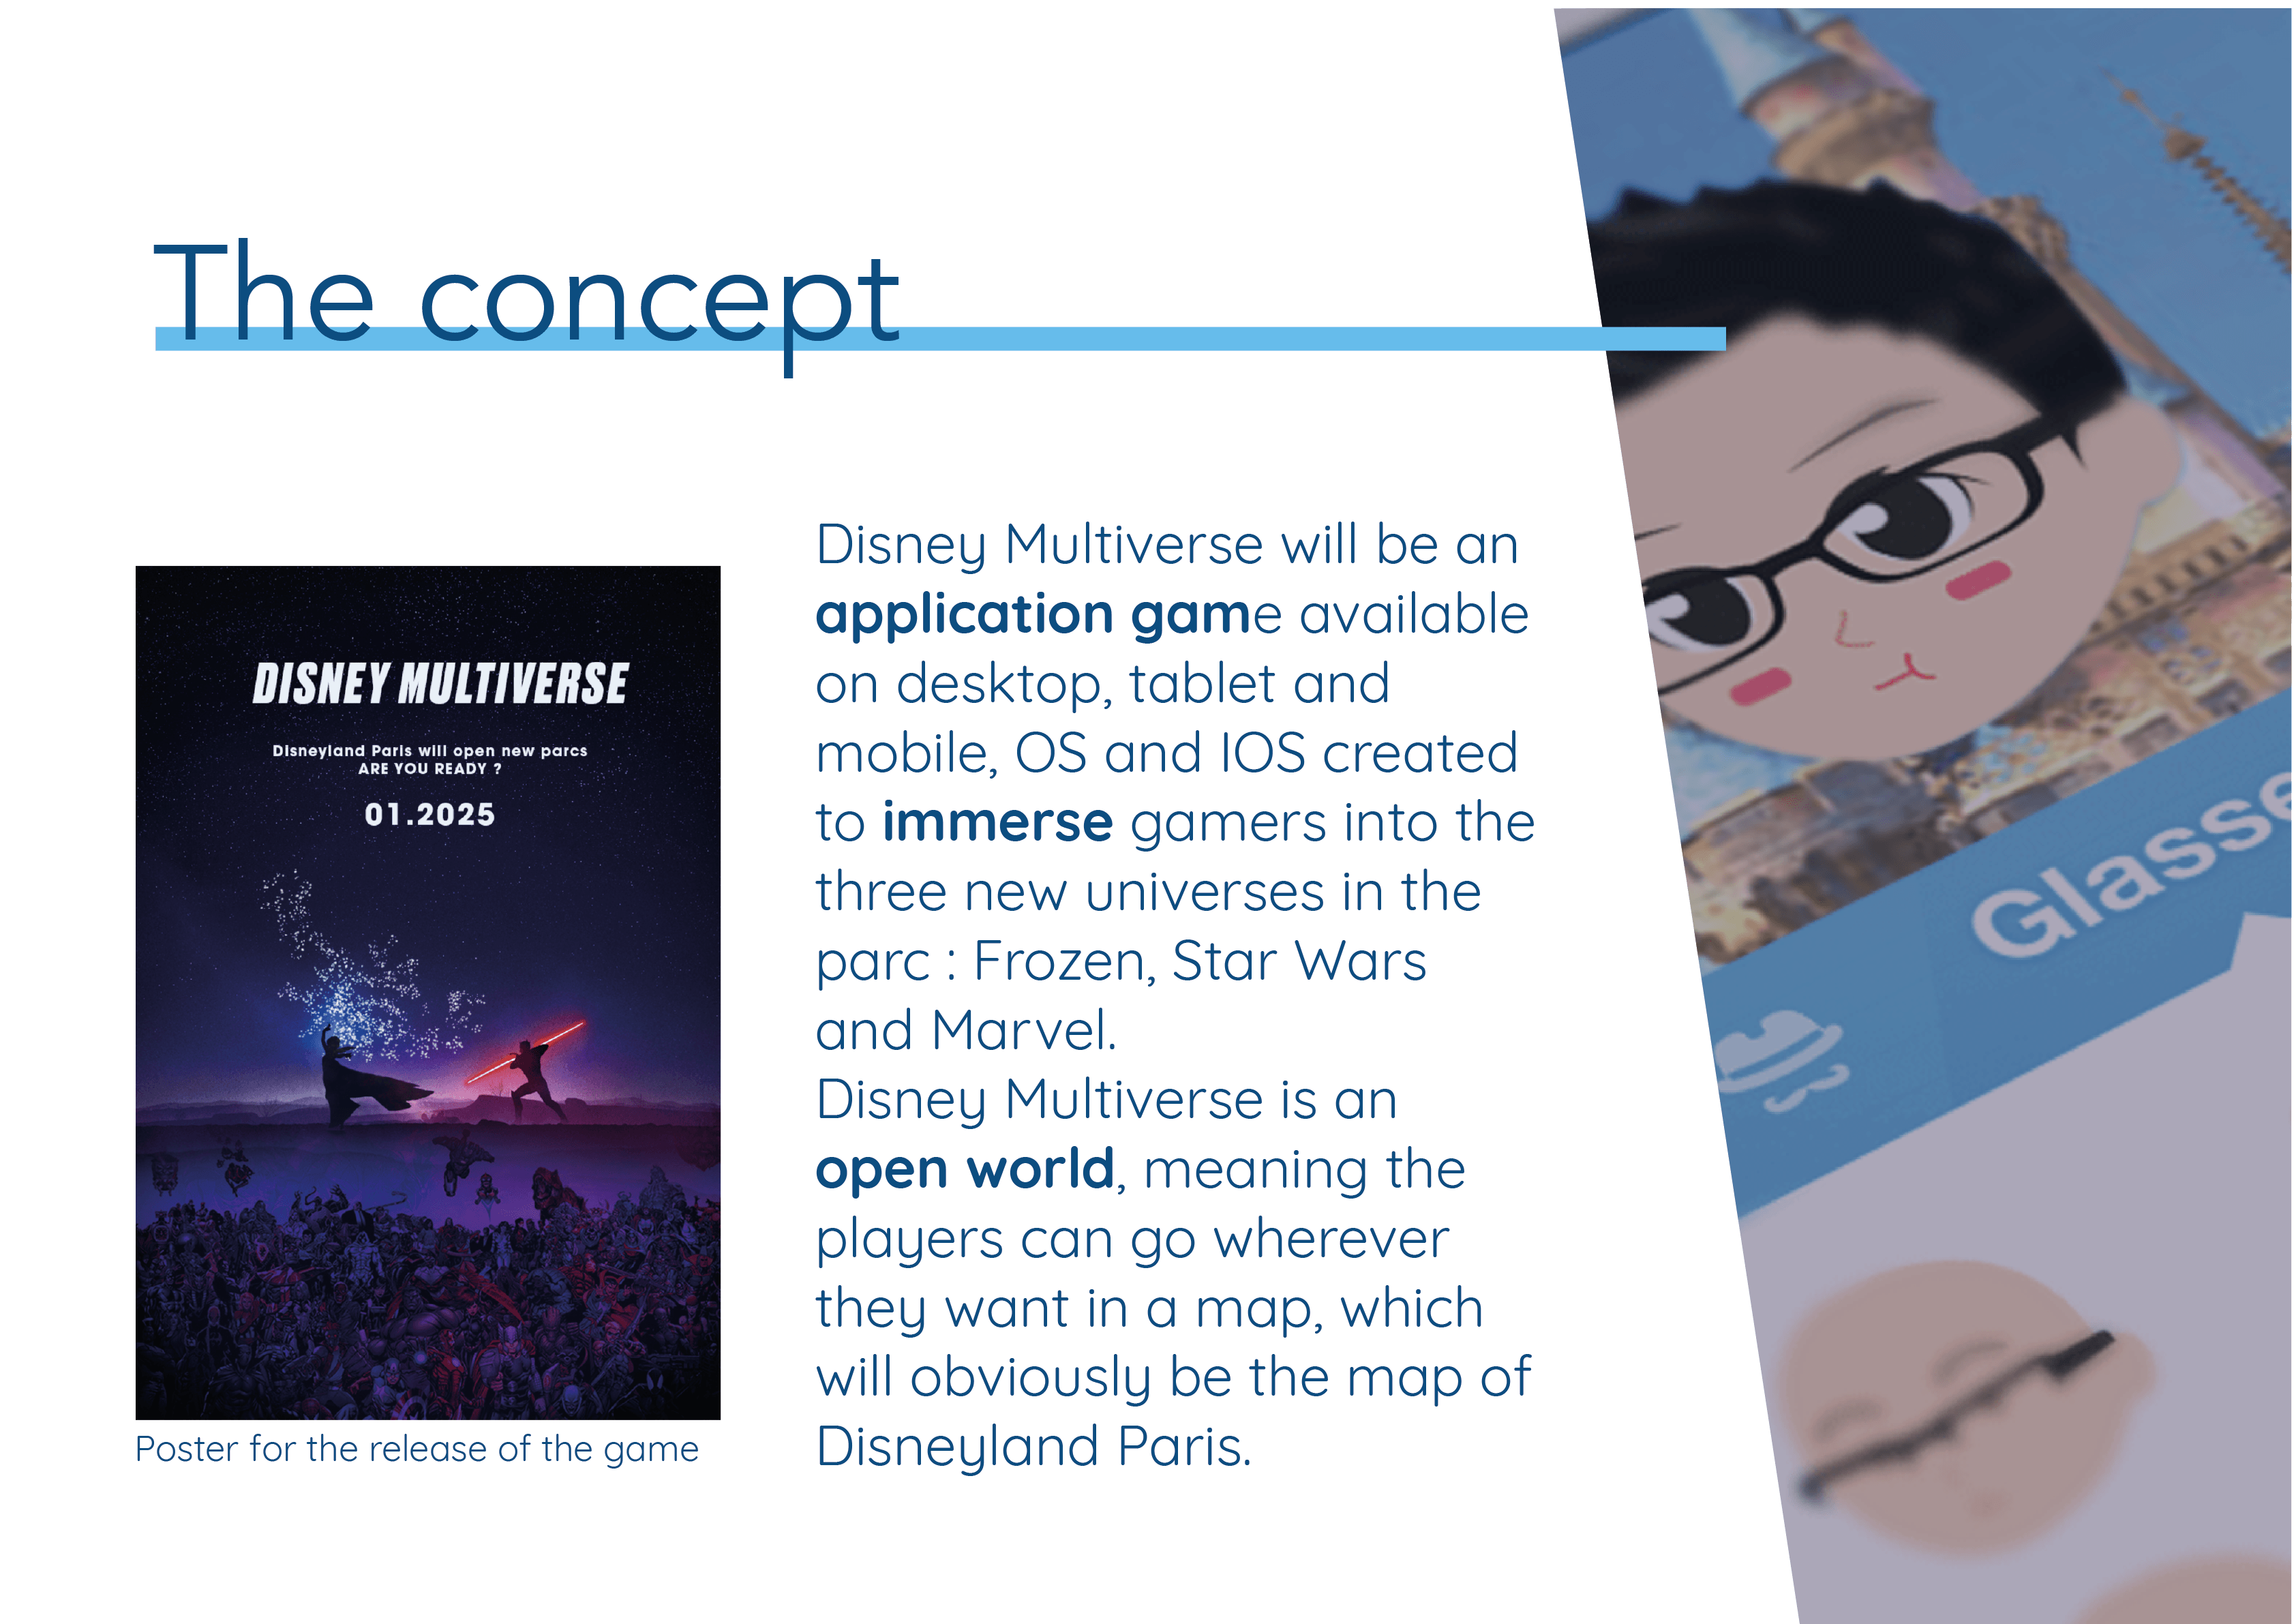 The concept
DISNEY MULTIVERSE
Disneyland Paris will open new parcs
ARE YOU READY ?
01.2025
Poster for the release of the game
Disney Multiverse will be an
application game available
on desktop, tablet and
mobile, OS and IOS created
to immerse gamers into the
three new universes in the
parc : Frozen, Star Wars
and Marvel.
Disney Multiverse is an
open world, meaning the
players can go wherever
they want in a map, which
will obviously be the map of
Disneyland Paris.
Glasse